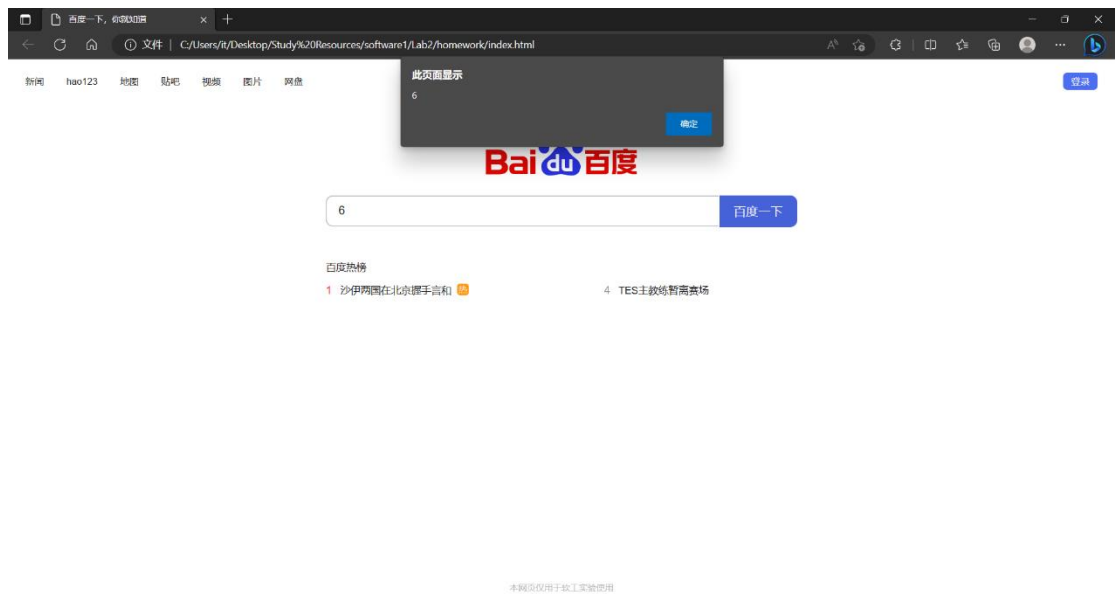 百度一下，你就知道
文件 | C:/Users/it/Desktop/Study%20Resources/software1/Lab2/homework/index.html
新闻 hao123 地图 贴吧 视频 图片 网盘 登录
此页面显示
6
确定
Bai du 百度
6 百度一下
百度热榜
1 沙伊两国在北京握手言和 热 4 TES主教练暂离赛场
本网页仅用于软工实验使用